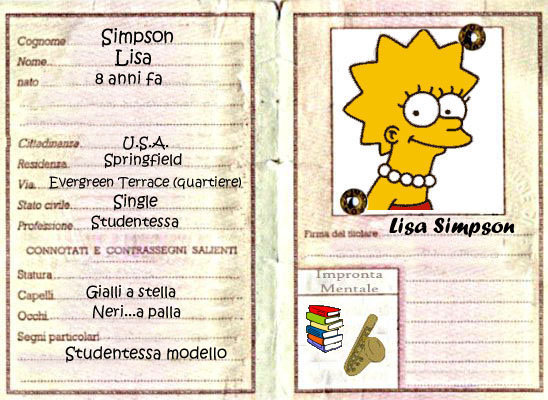 Cognome Simpson
Nome Lisa
nato 8 anni fa
Cittadinanza U.S.A.
Residenza Springfield
Via Evergreen Terrace (quartiere)
Stato civile Single
Professione Studentessa
CONNOTATI E CONTRASSEGNI SALIENTI
Statura
Capelli Gialli a stella
Occhi Neri...a palla
Segni particolari
Studentessa modello
Firma del titolare Lisa Simpson
Impronta
Mentale